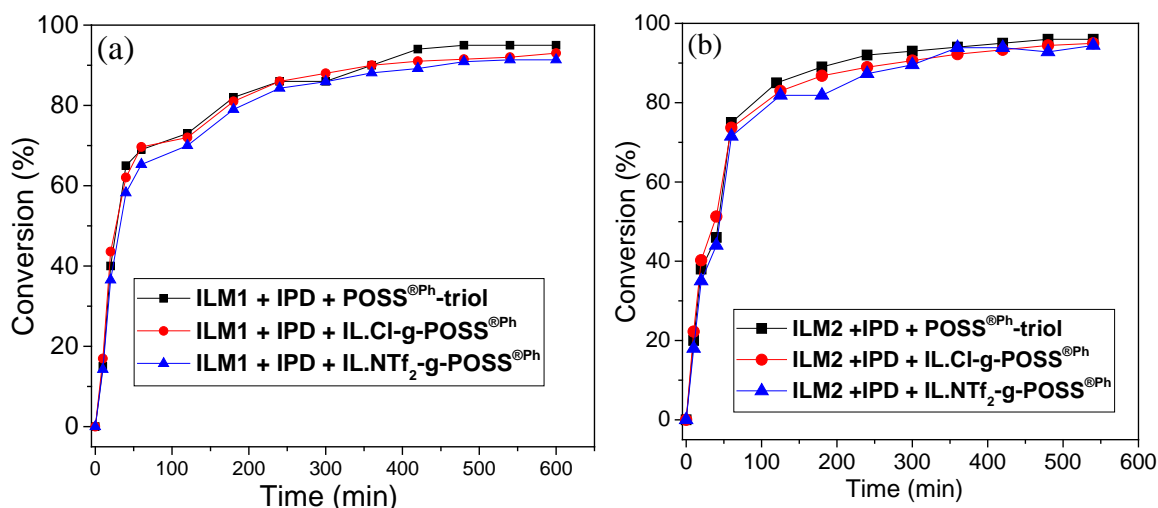 (a)
Conversion (%)
100
80
60
40
20
0
ILM1 + IPD + POSS®Ph-triol
ILM1 + IPD + IL.Cl-g-POSS®Ph
ILM1 + IPD + IL.NTf2-g-POSS®Ph
0 100 200 300 400 500 600
Time (min)
(b)
Conversion (%)
100
80
60
40
20
0
ILM2 +IPD + POSS®Ph-triol
ILM2 +IPD + IL.Cl-g-POSS®Ph
ILM2 +IPD + IL.NTf2-g-POSS®Ph
0 100 200 300 400 500 600
Time (min)